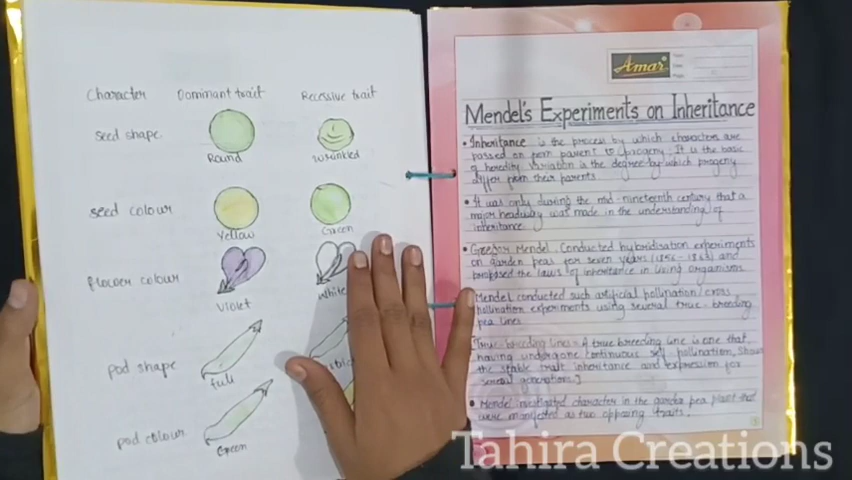 Character Dominant trait Recessive trait
seed shape
Round Wrinkled
seed colour
Yellow Green
flower colour
Violet White
pod shape
full
pod colour
Green
Amar
Mendel's Experiments on Inheritance
• Inheritance is the process by which characters are
passed on from parent to progeny. It is the basis
of heredity variation is the degree by which progeny
differ from their parents
• It was only during the mid-nineteenth century that a
major headway was made in the understanding of
inheritance.
• Gregor Mendel. Conducted hybridisation experiments
on garden peas for seven years (1856-1863) and
proposed the laws of inheritance in living organisms
Mendel conducted such artificial pollination/cross
pollination experiments using several true-breeding
pea lines
[True-breeding line= A true breeding line is one that
having undergone continuous self pollination, shows
the stable trait inheritance and expression for
several generations.]
• Mendel investigated character in the garden pea plant that
were manifested as two opposing traits.
Tahira Creations